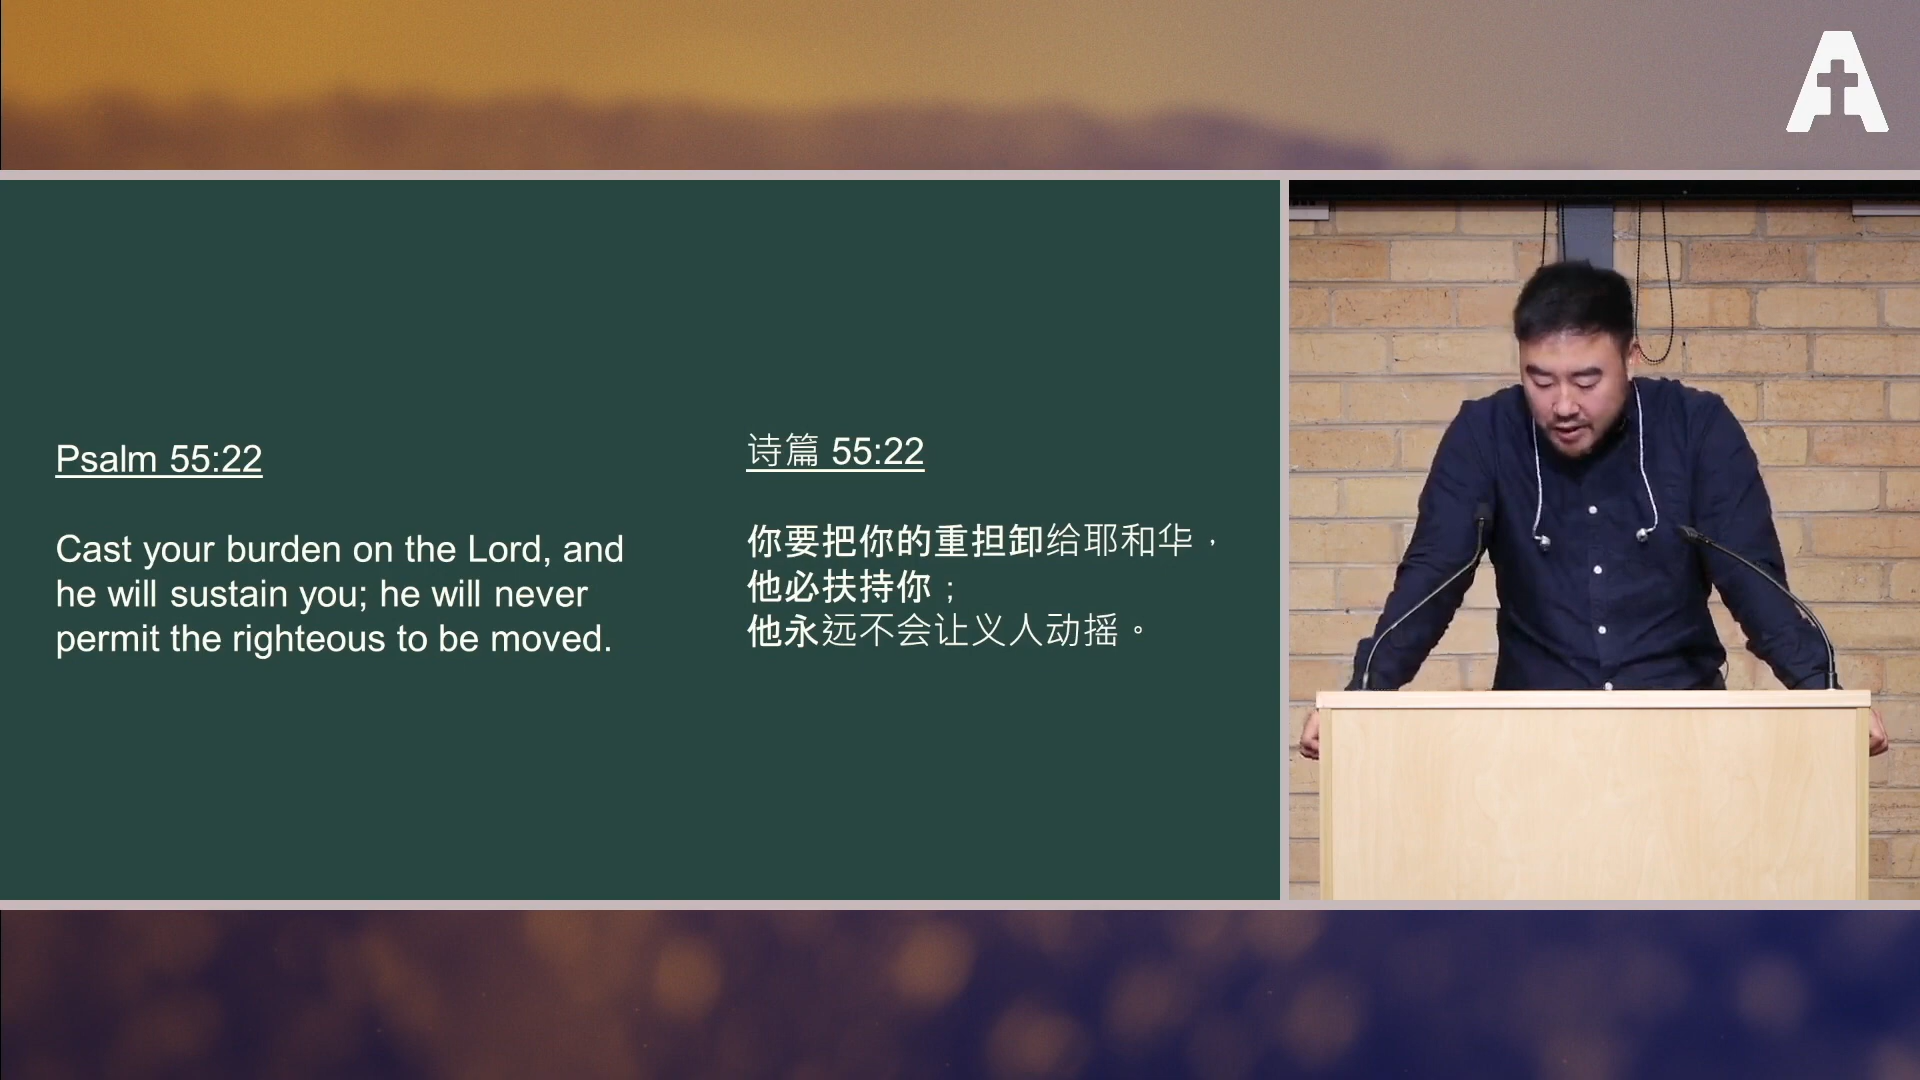 Psalm 55:22
Cast your burden on the Lord, and
he will sustain you; he will never
permit the righteous to be moved.
诗篇 55:22
你要把你的重担卸给耶和华，
他必扶持你；
他永远不会让义人动摇。
A